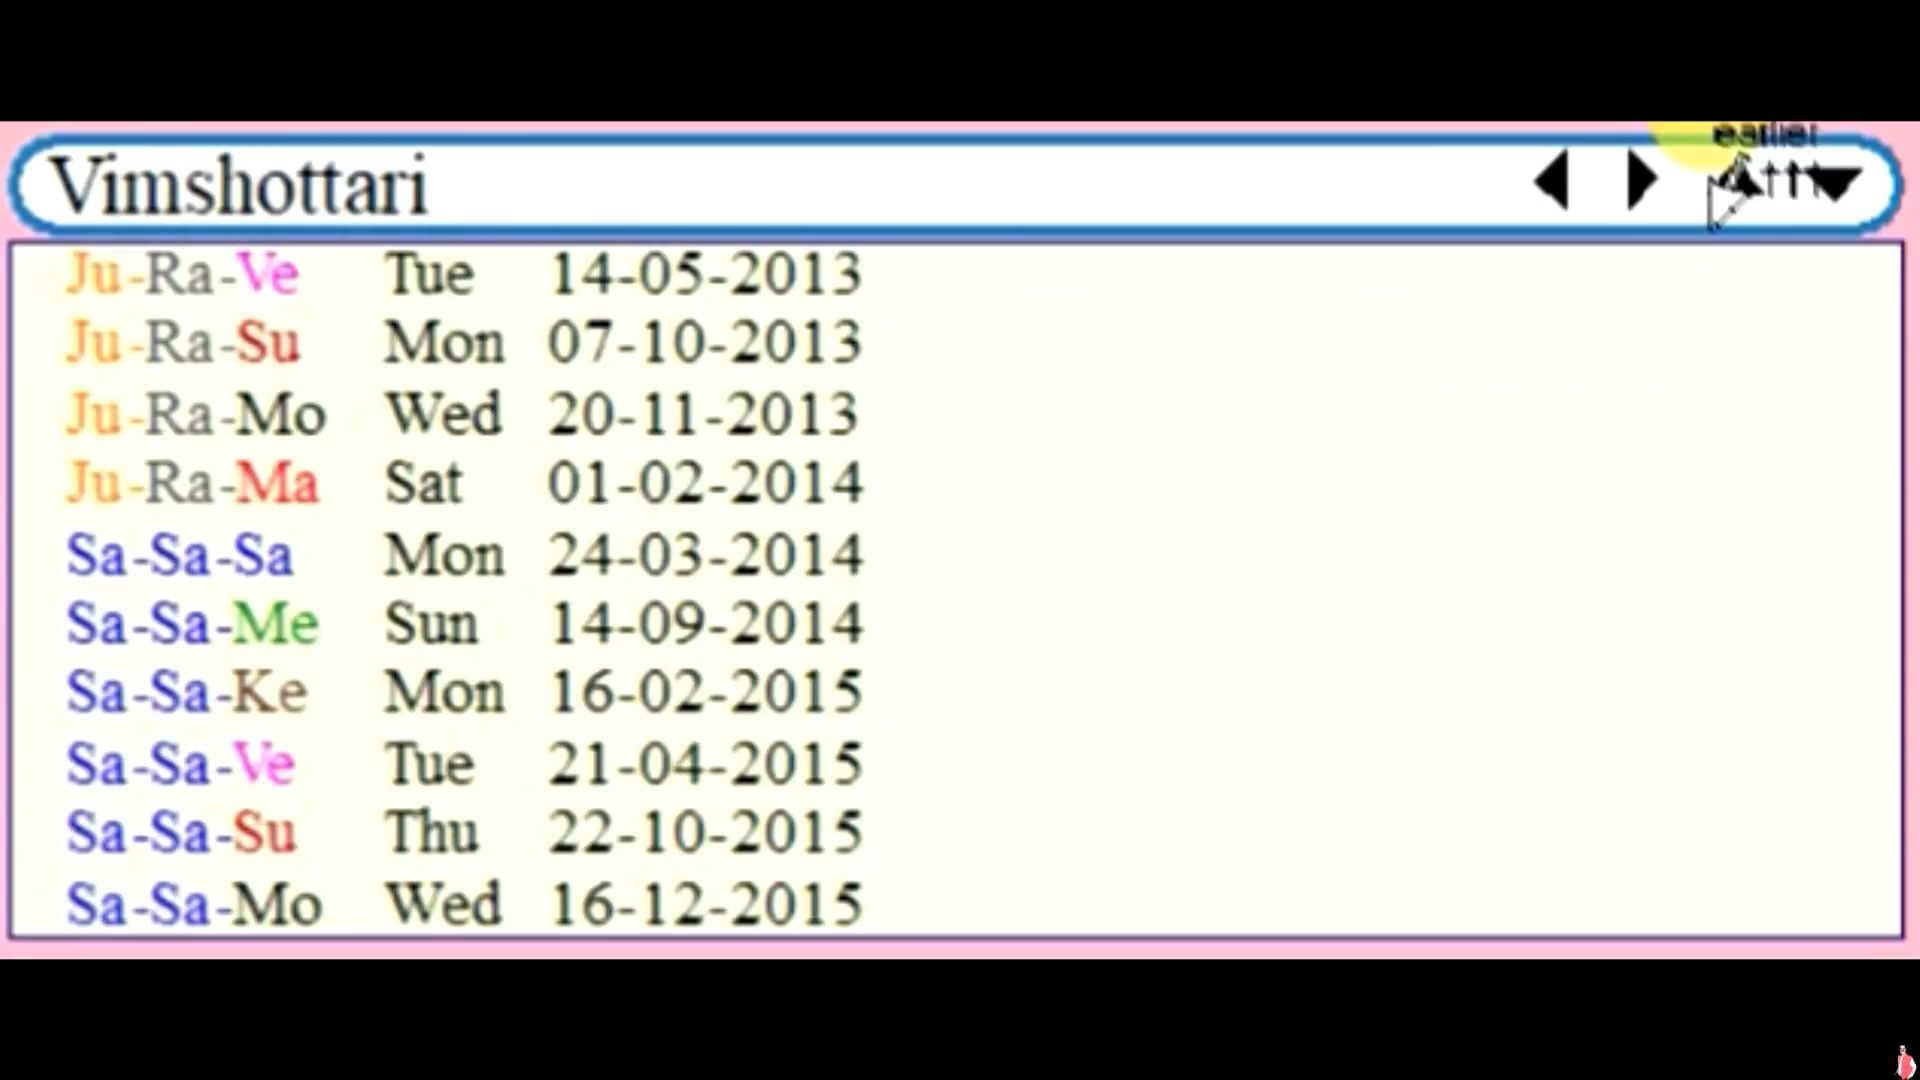 earlier
Vimshottari
Ju-Ra-Ve Tue 14-05-2013
Ju-Ra-Su Mon 07-10-2013
Ju-Ra-Mo Wed 20-11-2013
Ju-Ra-Ma Sat 01-02-2014
Sa-Sa-Sa Mon 24-03-2014
Sa-Sa-Me Sun 14-09-2014
Sa-Sa-Ke Mon 16-02-2015
Sa-Sa-Ve Tue 21-04-2015
Sa-Sa-Su Thu 22-10-2015
Sa-Sa-Mo Wed 16-12-2015